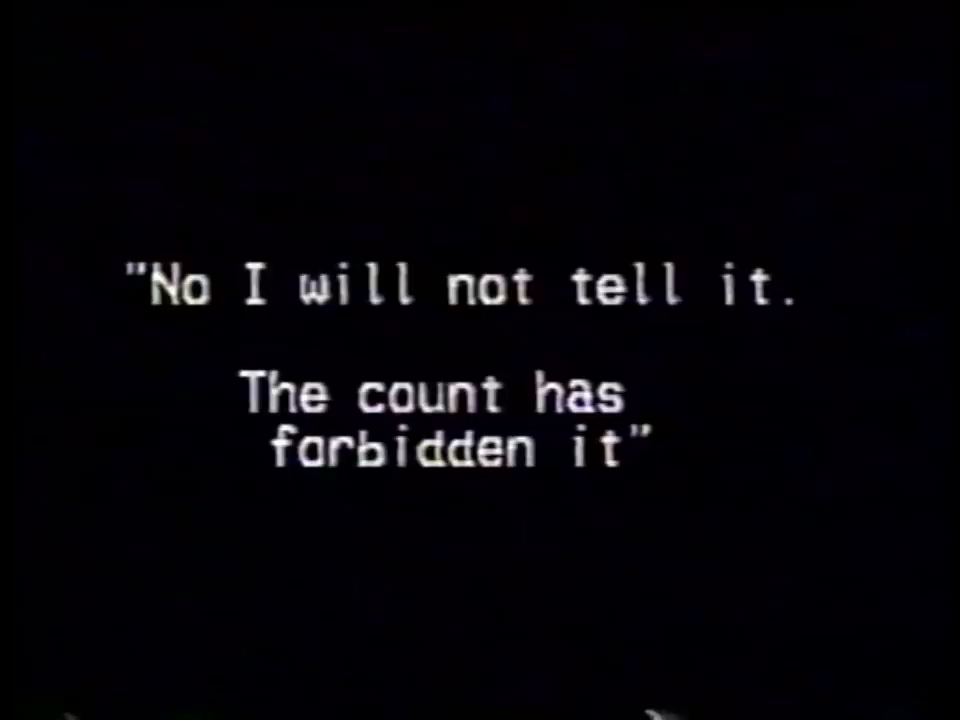 "No I will not tell it.
The count has
forbidden it"